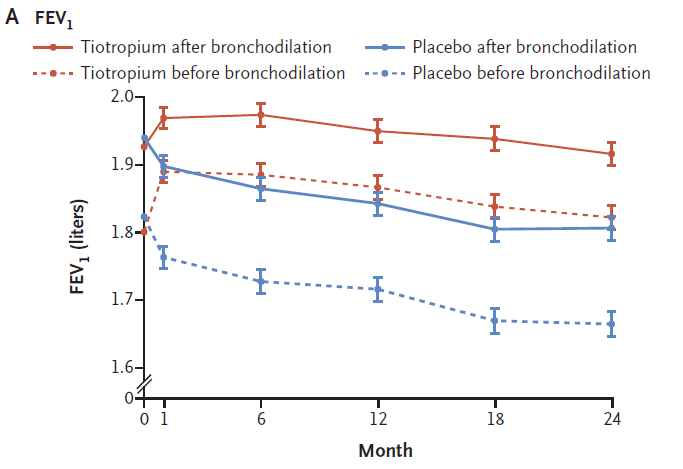 A FEV₁
Tiotropium after bronchodilation Placebo after bronchodilation
Tiotropium before bronchodilation Placebo before bronchodilation
2.0
1.9
1.8
1.7
1.6
0
FEV₁ (liters)
0 1 6 12 18 24
Month